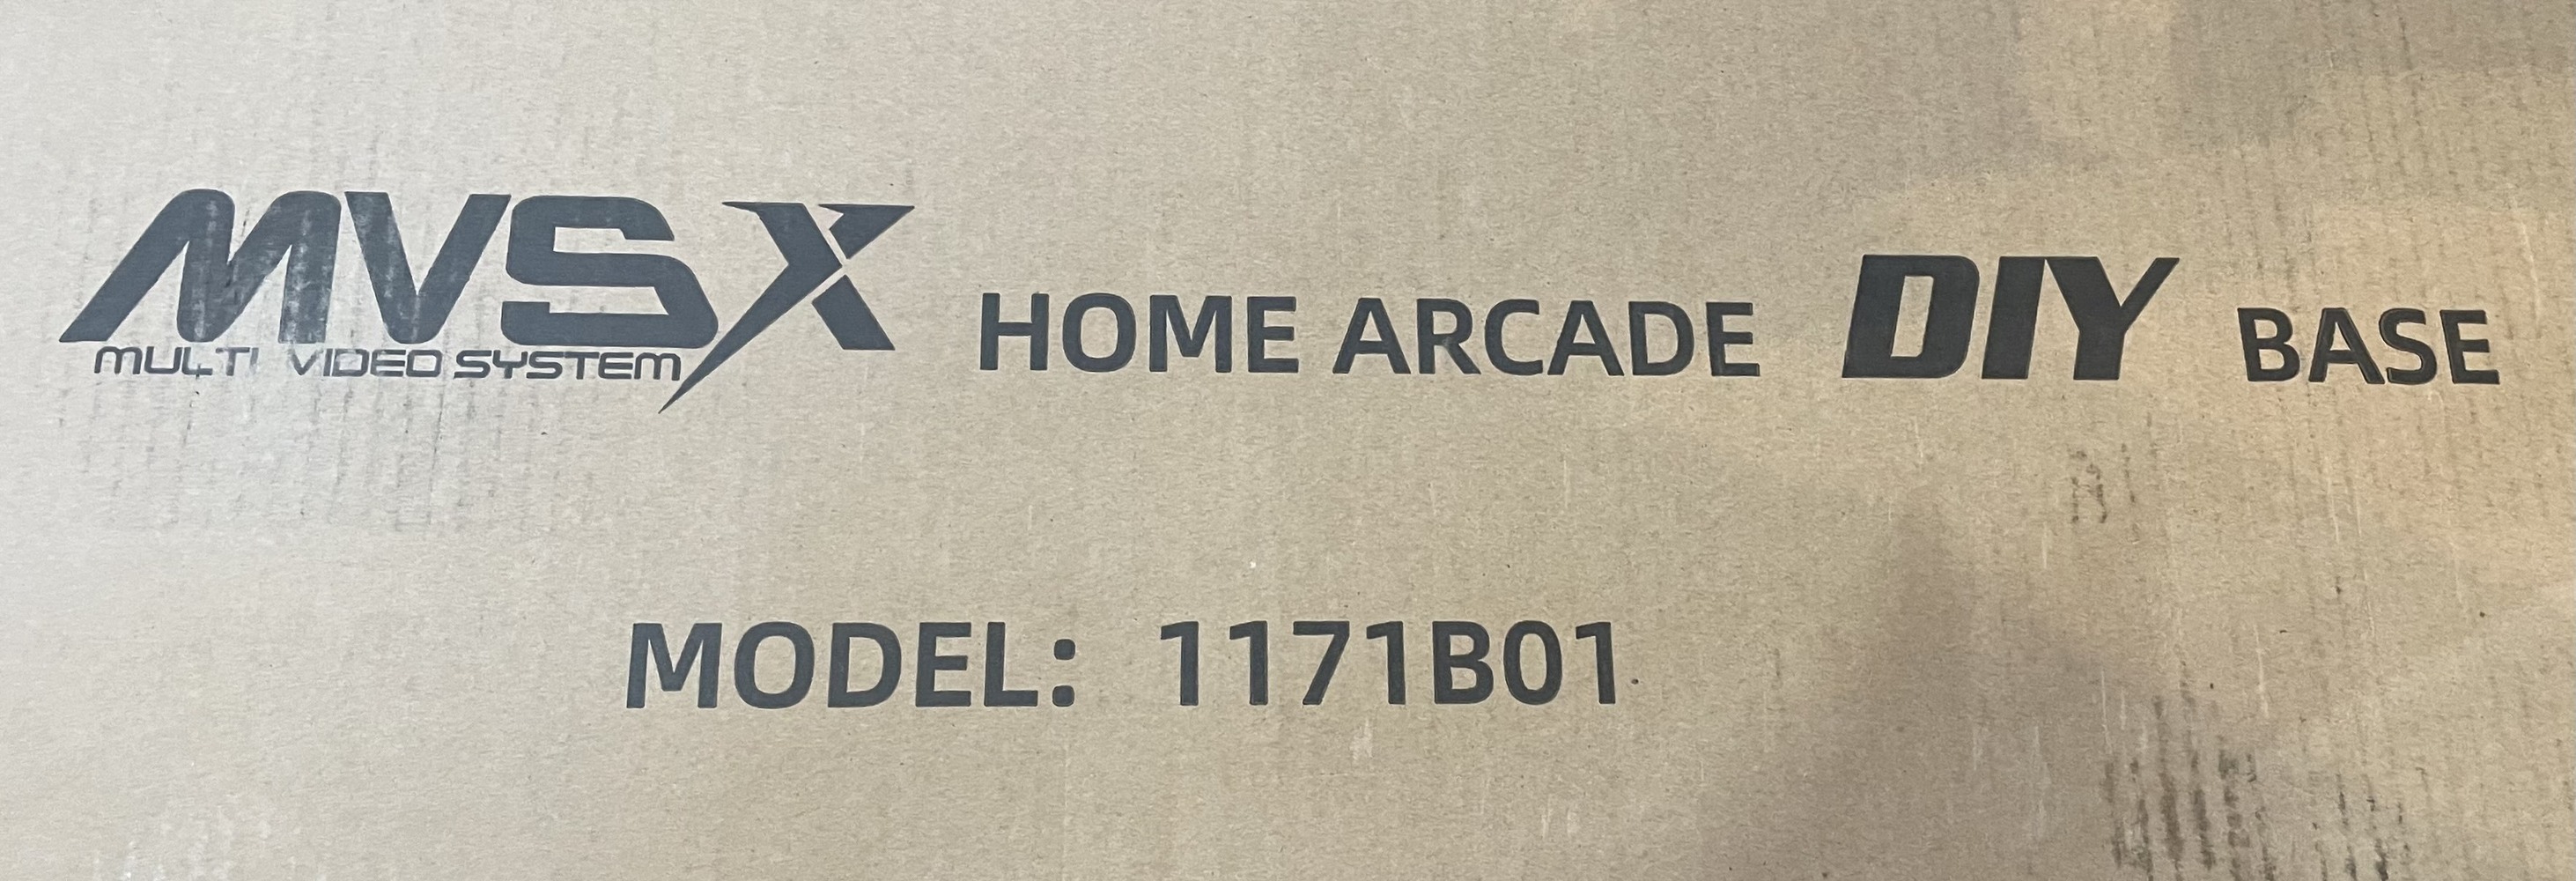 MVSX HOME ARCADE DIY BASE
MULTI VIDEO SYSTEM
MODEL: 1171B01